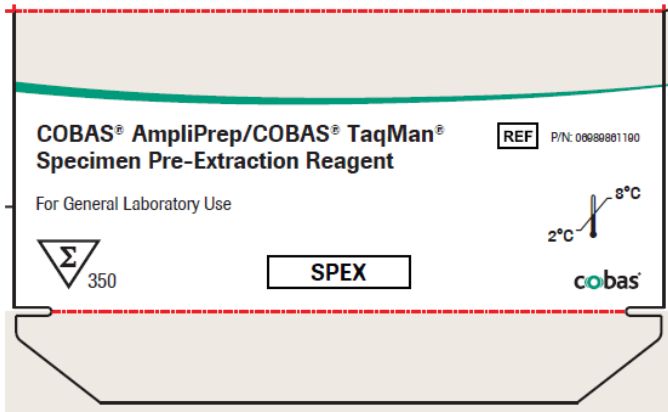 COBAS® AmpliPrep/COBAS® TaqMan®
Specimen Pre-Extraction Reagent
REF P/N: 06989861190
For General Laboratory Use
8°C
2°C
Σ 350
SPEX
cobas